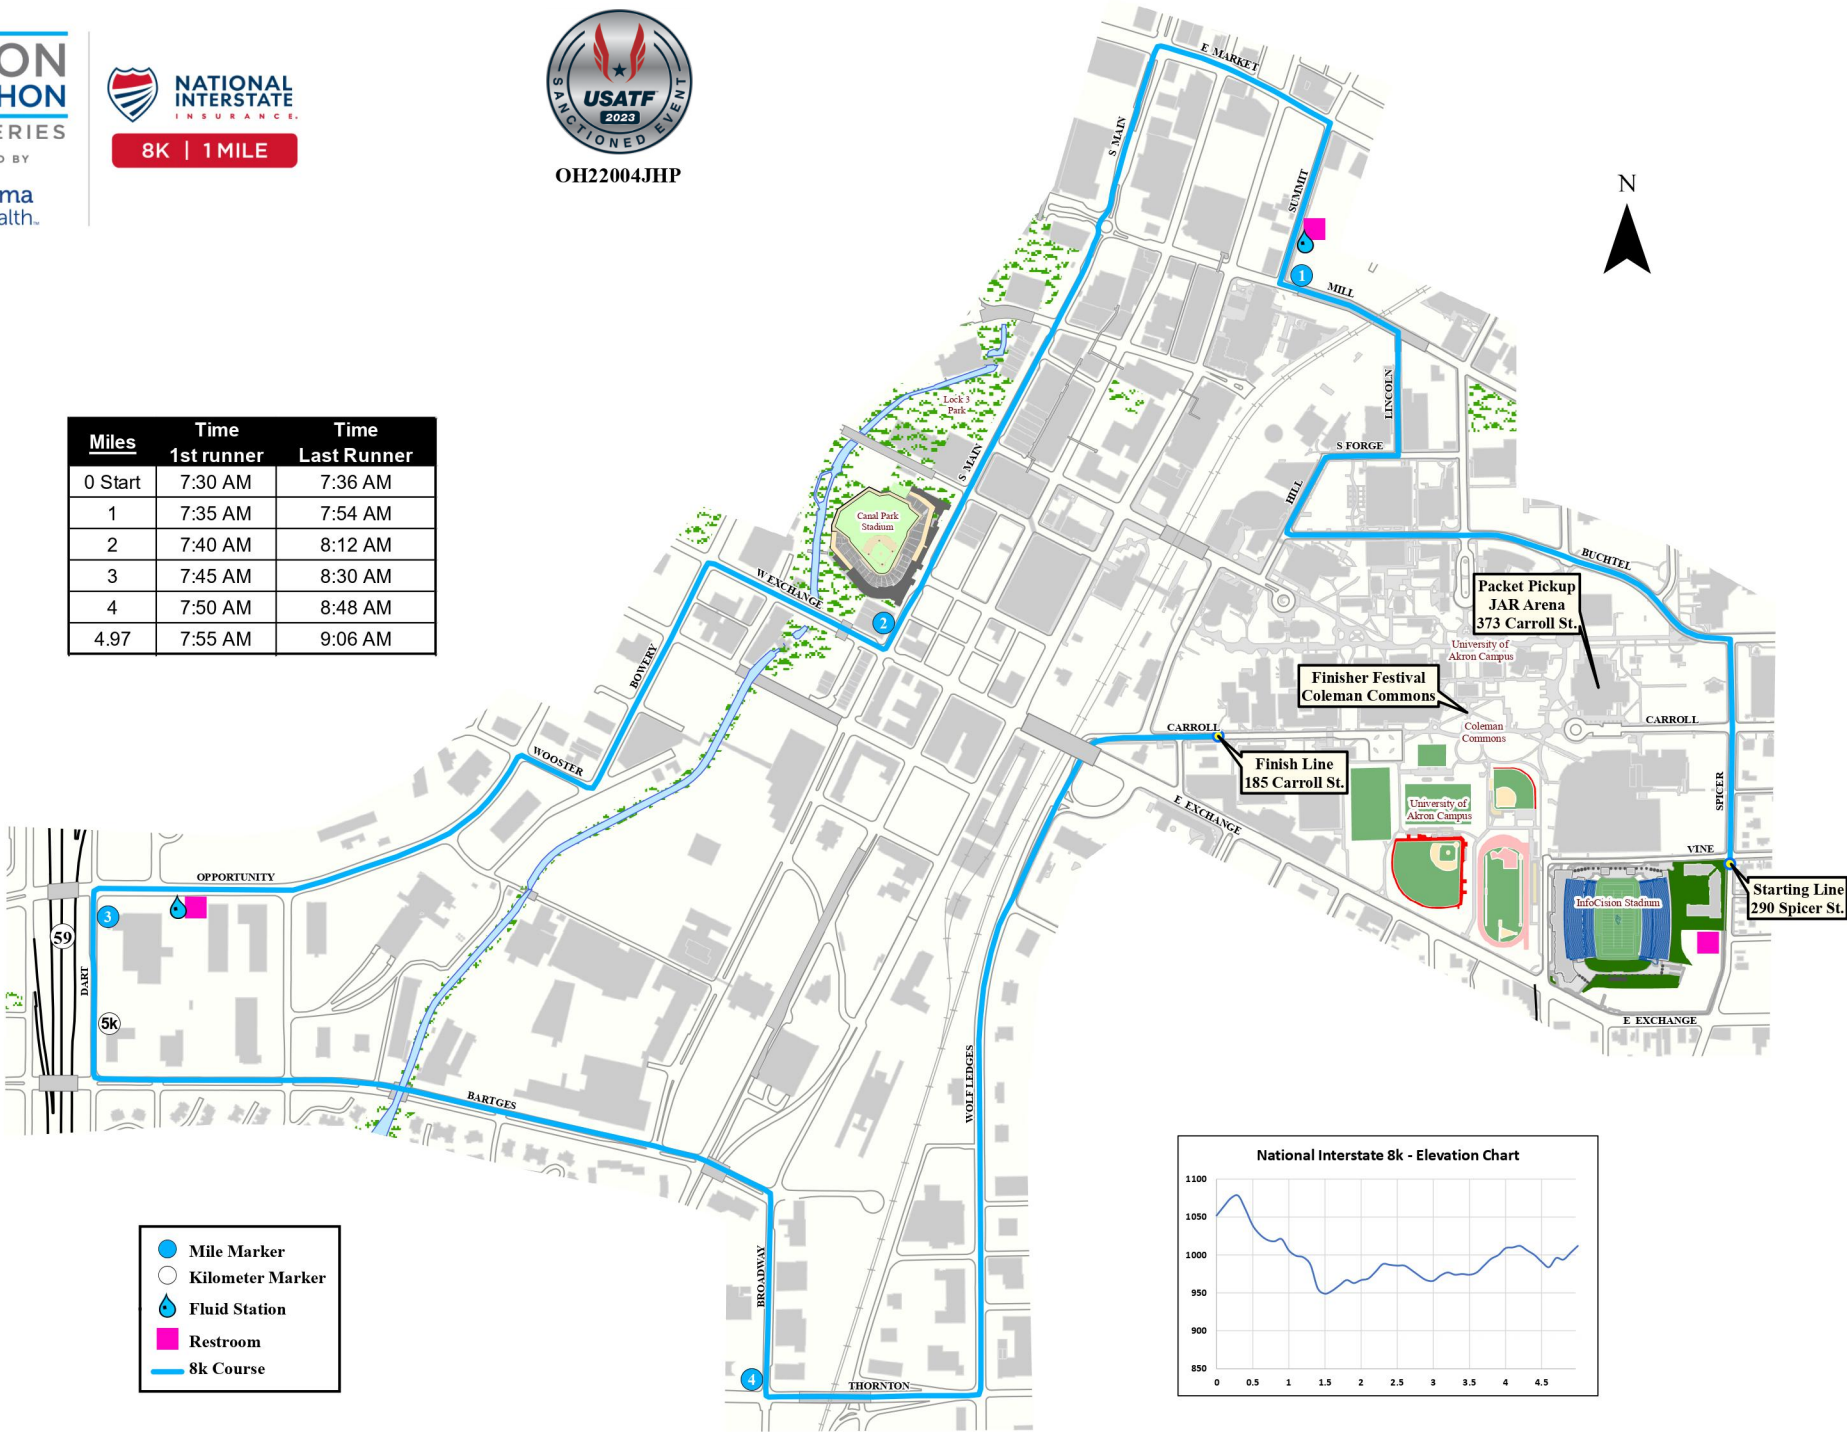 ON
HON
ERIES
D BY
ma
alth™
NATIONAL
INTERSTATE
INSURANCE.
8K | 1 MILE
SANCTIONED EVENT
USATF
2023
OH22004JHP
N
Miles Time 1st runner Time Last Runner
0 Start 7:30 AM 7:36 AM
1 7:35 AM 7:54 AM
2 7:40 AM 8:12 AM
3 7:45 AM 8:30 AM
4 7:50 AM 8:48 AM
4.97 7:55 AM 9:06 AM
E MARKET
S MAIN
SUMMIT
1
MILL
LINCOLN
S FORGE
HILL
BUCHTEL
Lock 3
Park
S MAIN
Canal Park
Stadium
W EXCHANGE
2
BOWERY
WOOSTER
Packet Pickup
JAR Arena
373 Carroll St.
University of
Akron Campus
Finisher Festival
Coleman Commons
Coleman
Commons
CARROLL
CARROLL
Finish Line
185 Carroll St.
E EXCHANGE
University of
Akron Campus
SPICER
VINE
Starting Line
290 Spicer St.
InfoCision Stadium
E EXCHANGE
OPPORTUNITY
3
59
DART
5k
BARTGES
WOLF LEDGES
BROADWAY
4
THORNTON
Mile Marker
Kilometer Marker
Fluid Station
Restroom
8k Course
National Interstate 8k - Elevation Chart
1100
1050
1000
950
900
850
0 0.5 1 1.5 2 2.5 3 3.5 4 4.5